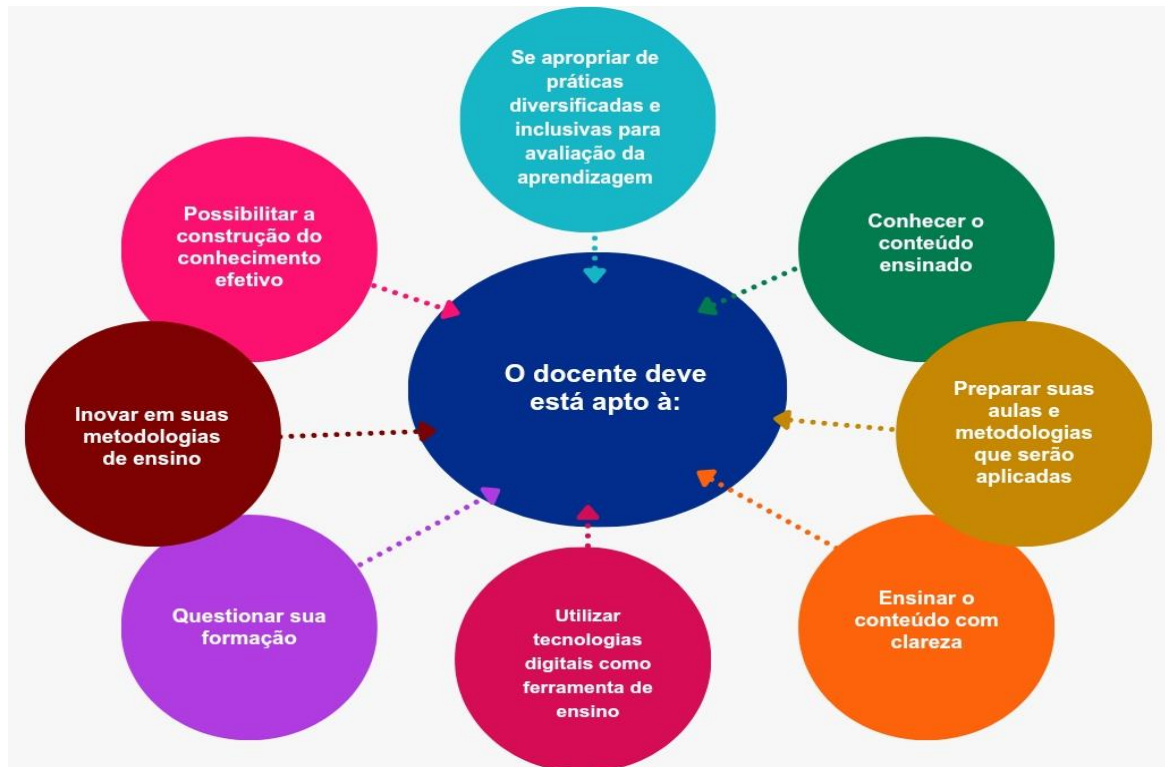 Se apropriar de
práticas
diversificadas e
inclusivas para
avaliação da
aprendizagem
Possibilitar a
construção do
conhecimento
efetivo
Conhecer o
conteúdo
ensinado
O docente deve
está apto à:
Inovar em suas
metodologias
de ensino
Preparar suas
aulas e
metodologias
que serão
aplicadas
Questionar sua
formação
Utilizar
tecnologias
digitais como
ferramenta de
ensino
Ensinar o
conteúdo com
clareza